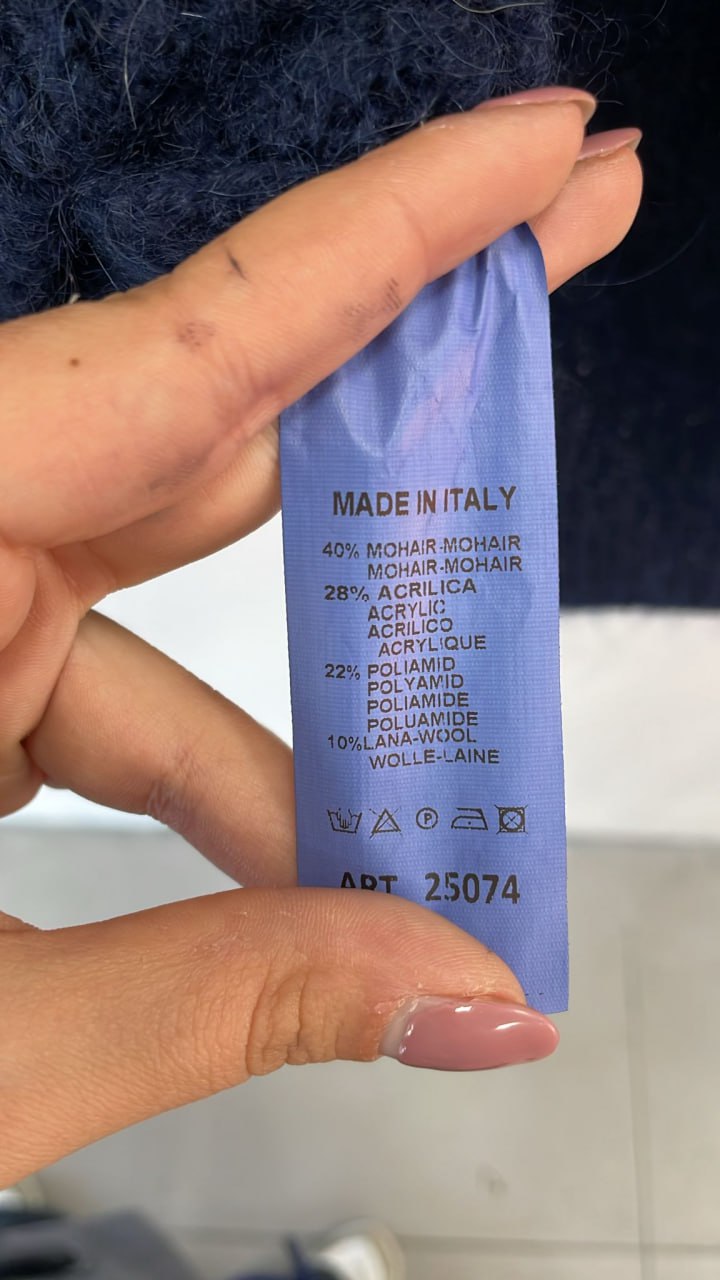 MADE IN ITALY
40% MOHAIR-MOHAIR
MOHAIR-MOHAIR
28% ACRILICA
ACRYLIC
ACRILICO
ACRYLIQUE
22% POLIAMID
POLYAMID
POLIAMIDE
POLUAMIDE
10%LANA-WOOL
WOLLE-LAINE
P
ART 25074